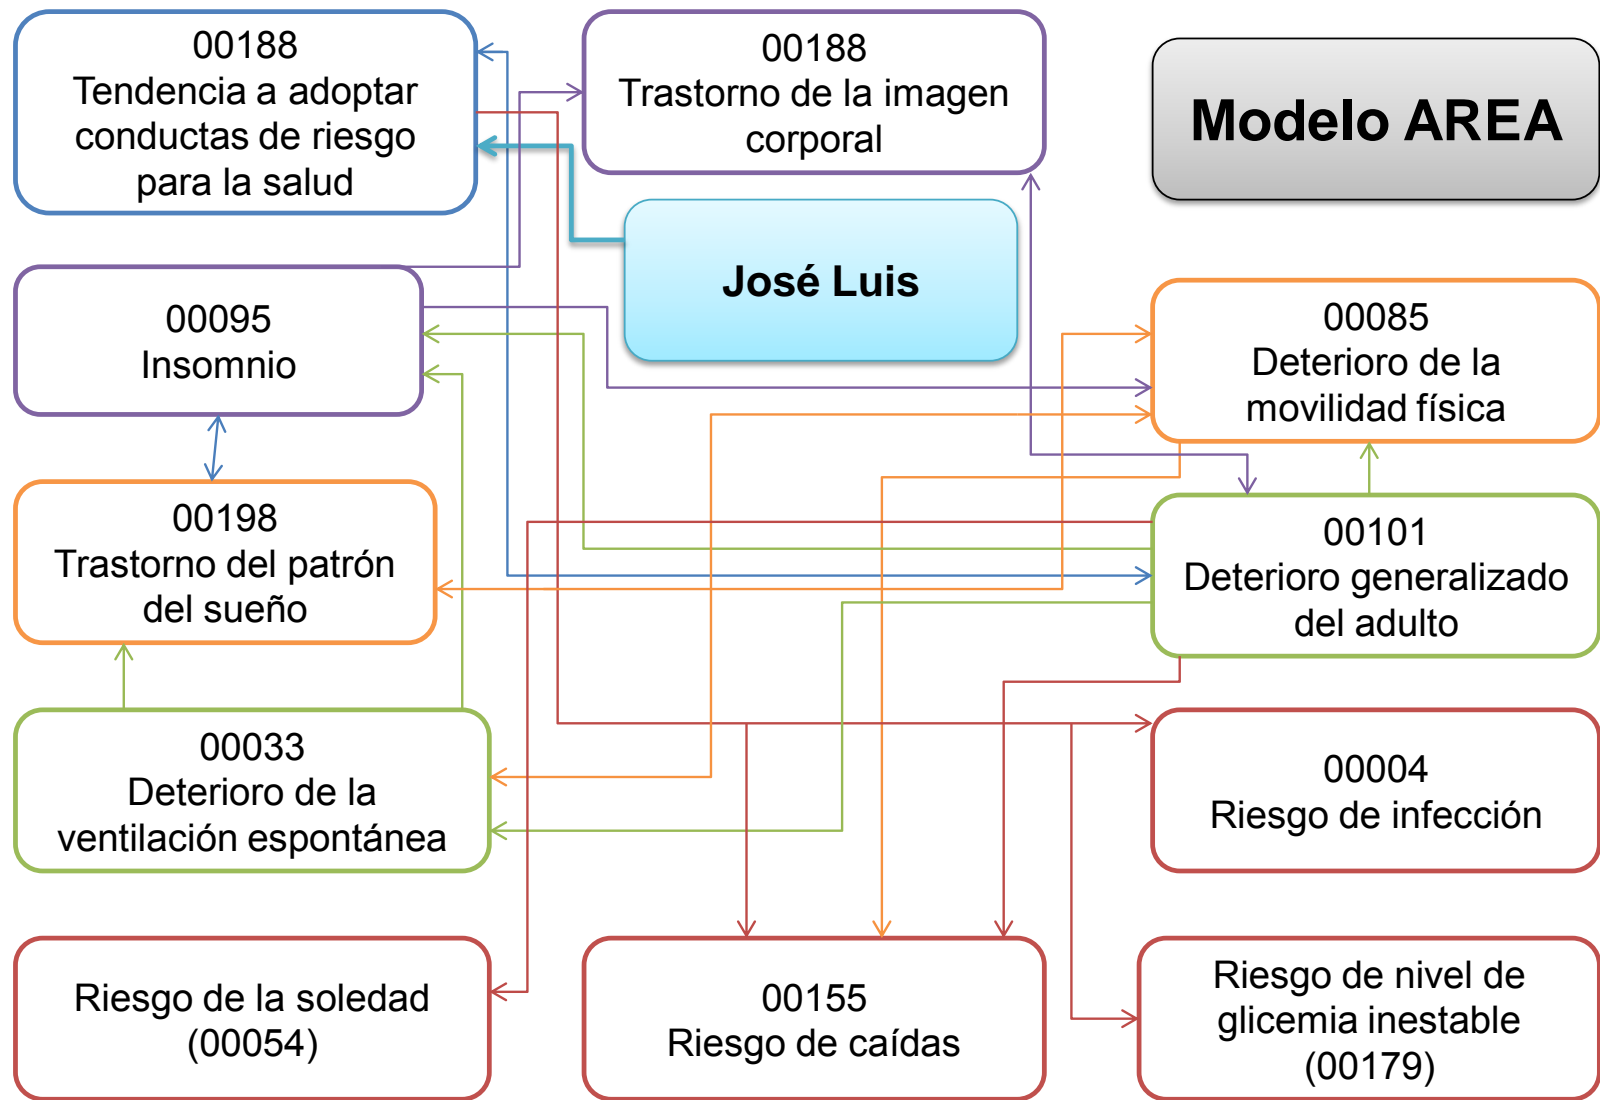 00188
Tendencia a adoptar
conductas de riesgo
para la salud
00188
Trastorno de la imagen
corporal
Modelo AREA
José Luis
00095
Insomnio
00085
Deterioro de la
movilidad física
00198
Trastorno del patrón
del sueño
00101
Deterioro generalizado
del adulto
00033
Deterioro de la
ventilación espontánea
00004
Riesgo de infección
Riesgo de la soledad
(00054)
00155
Riesgo de caídas
Riesgo de nivel de
glicemia inestable
(00179)